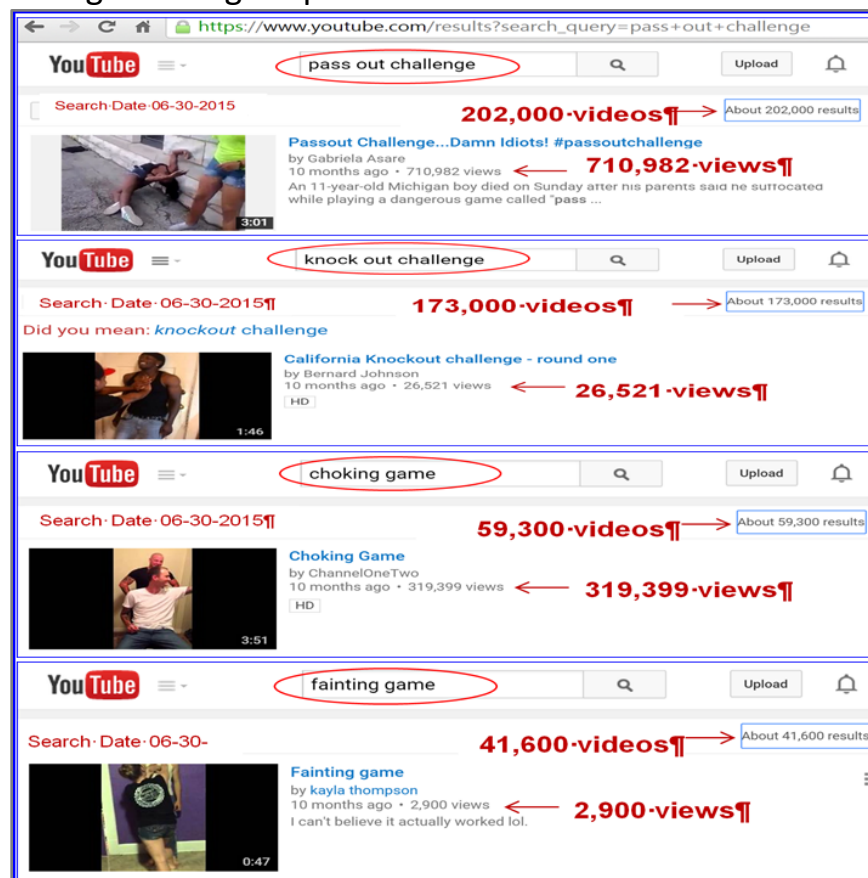 https://www.youtube.com/results?search_query=pass+out+challenge
YouTube pass out challenge Upload
Search·Date·06-30-2015 202,000·videos¶ About 202,000 results
Passout Challenge...Damn Idiots! #passoutchallenge
by Gabriela Asare
10 months ago • 710,982 views 710,982·views¶
An 11-year-old Michigan boy died on Sunday after his parents said he suffocated
while playing a dangerous game called "pass ...
3:01
YouTube knock out challenge Upload
Search·Date·06-30-2015¶ 173,000·videos¶ About 173,000 results
Did you mean: knockout challenge
California Knockout challenge - round one
by Bernard Johnson
10 months ago • 26,521 views 26,521·views¶
HD
1:46
YouTube choking game Upload
Search·Date·06-30-2015¶ 59,300·videos¶ About 59,300 results
Choking Game
by ChannelOneTwo
10 months ago • 319,399 views 319,399·views¶
HD
3:51
YouTube fainting game Upload
Search·Date·06-30- 41,600·videos¶ About 41,600 results
Fainting game
by kayla thompson
10 months ago • 2,900 views 2,900·views¶
I can't believe it actually worked lol.
0:47